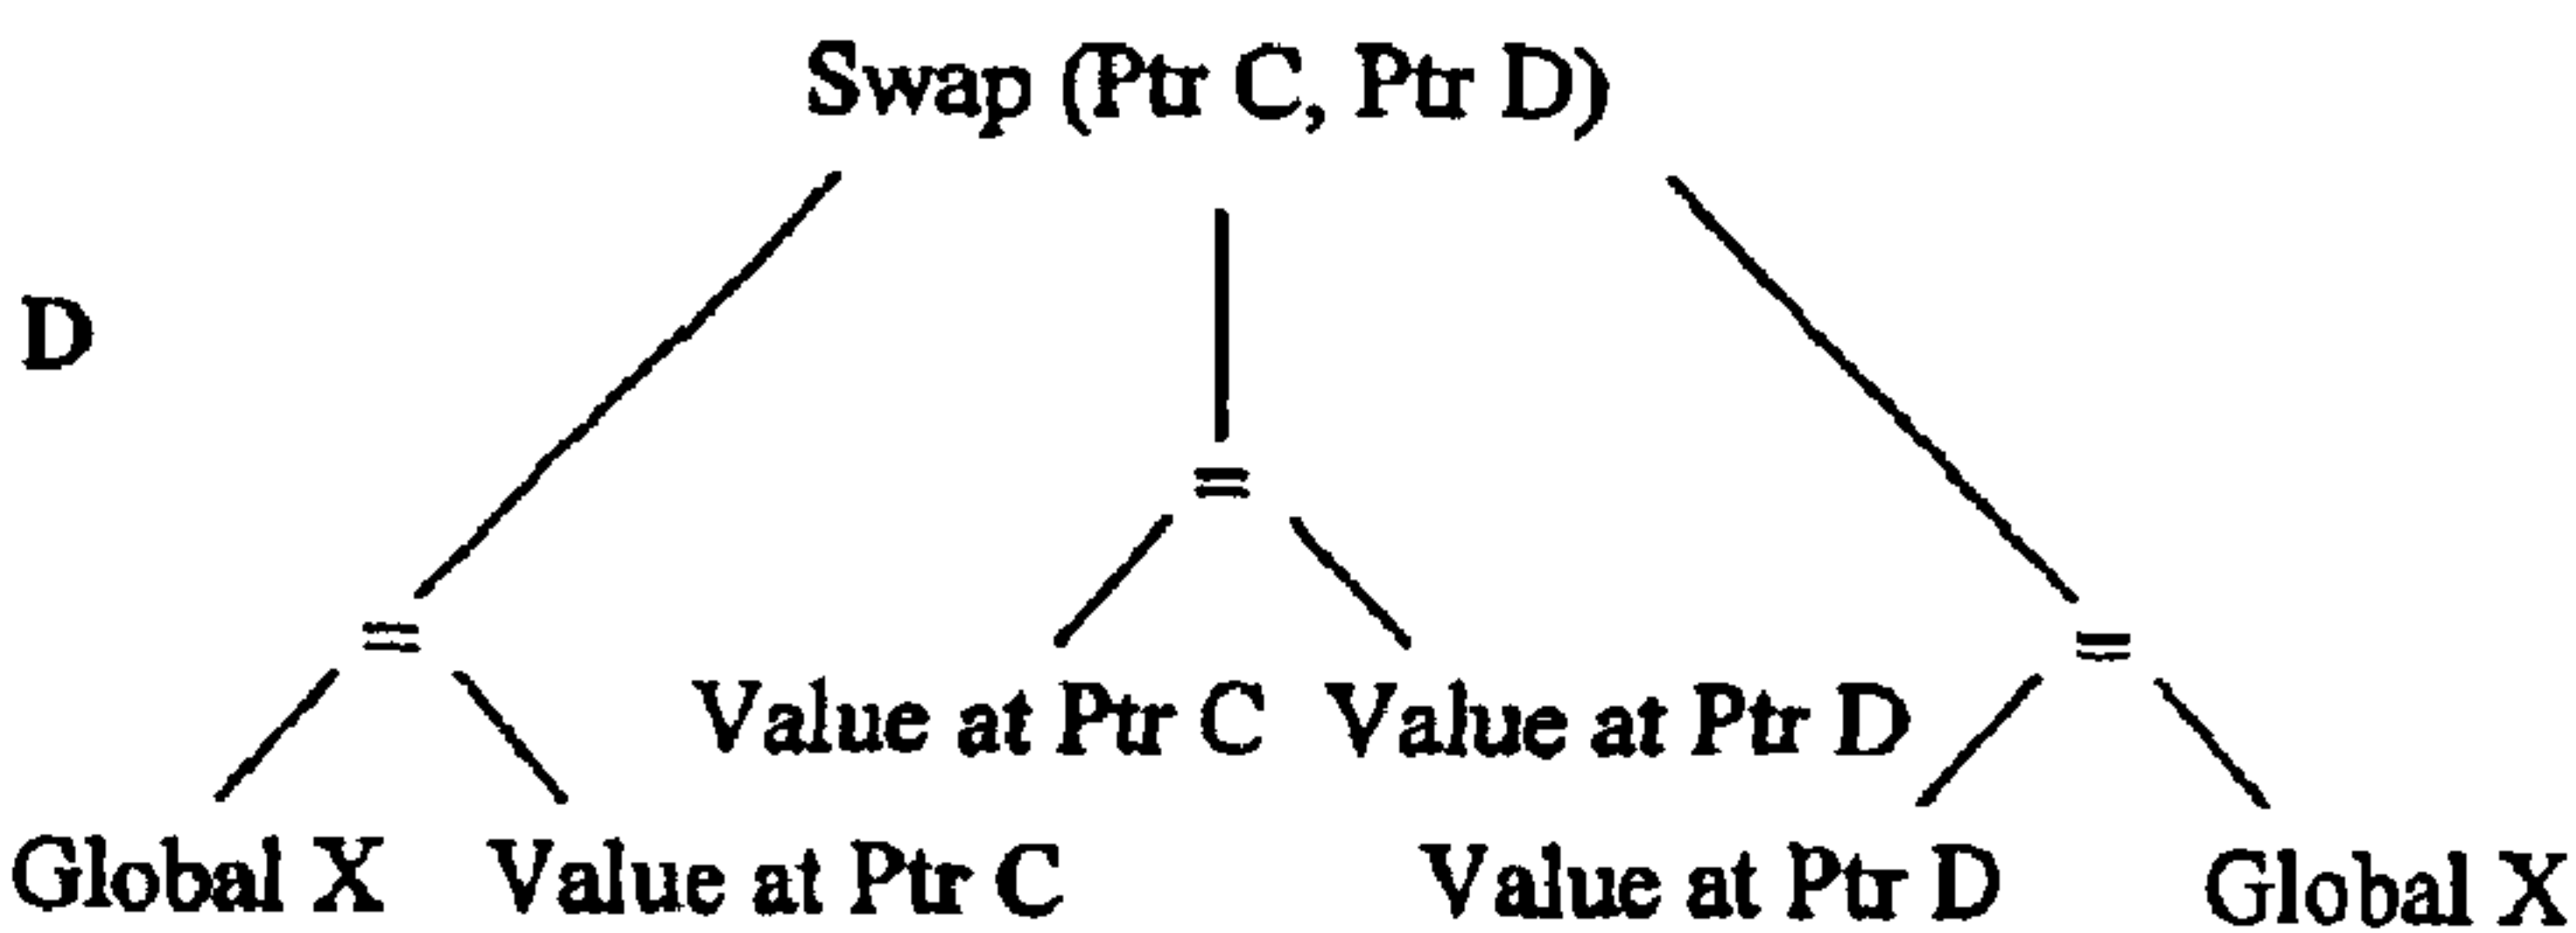 Swap (Ptr C, Ptr D)
D
=
=
=
Value at Ptr C
Value at Ptr D
Global X
Value at Ptr C
Value at Ptr D
Global X